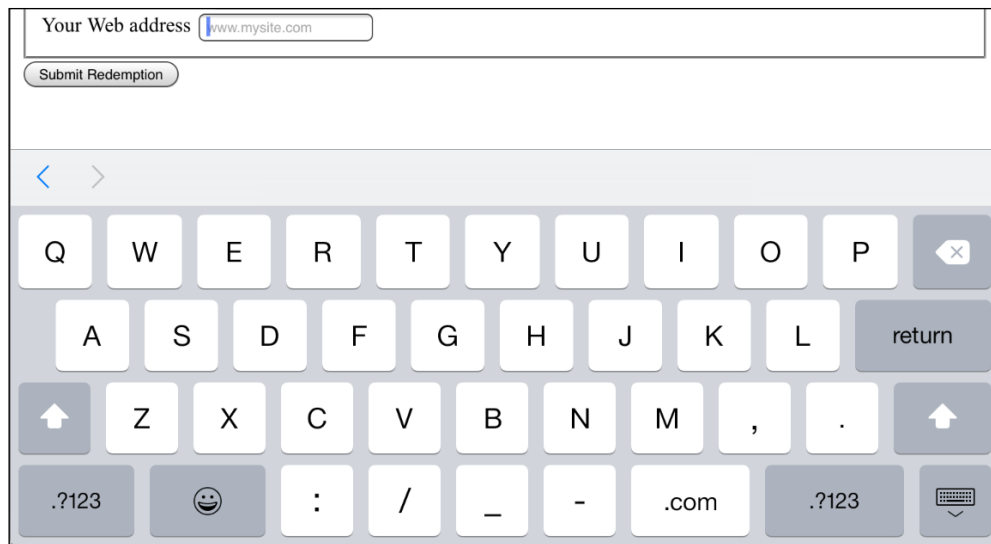 Your Web address www.mysite.com
Submit Redemption
Q W E R T Y U I O P
A S D F G H J K L return
Z X C V B N M , .
.?123 : / _ - .com .?123